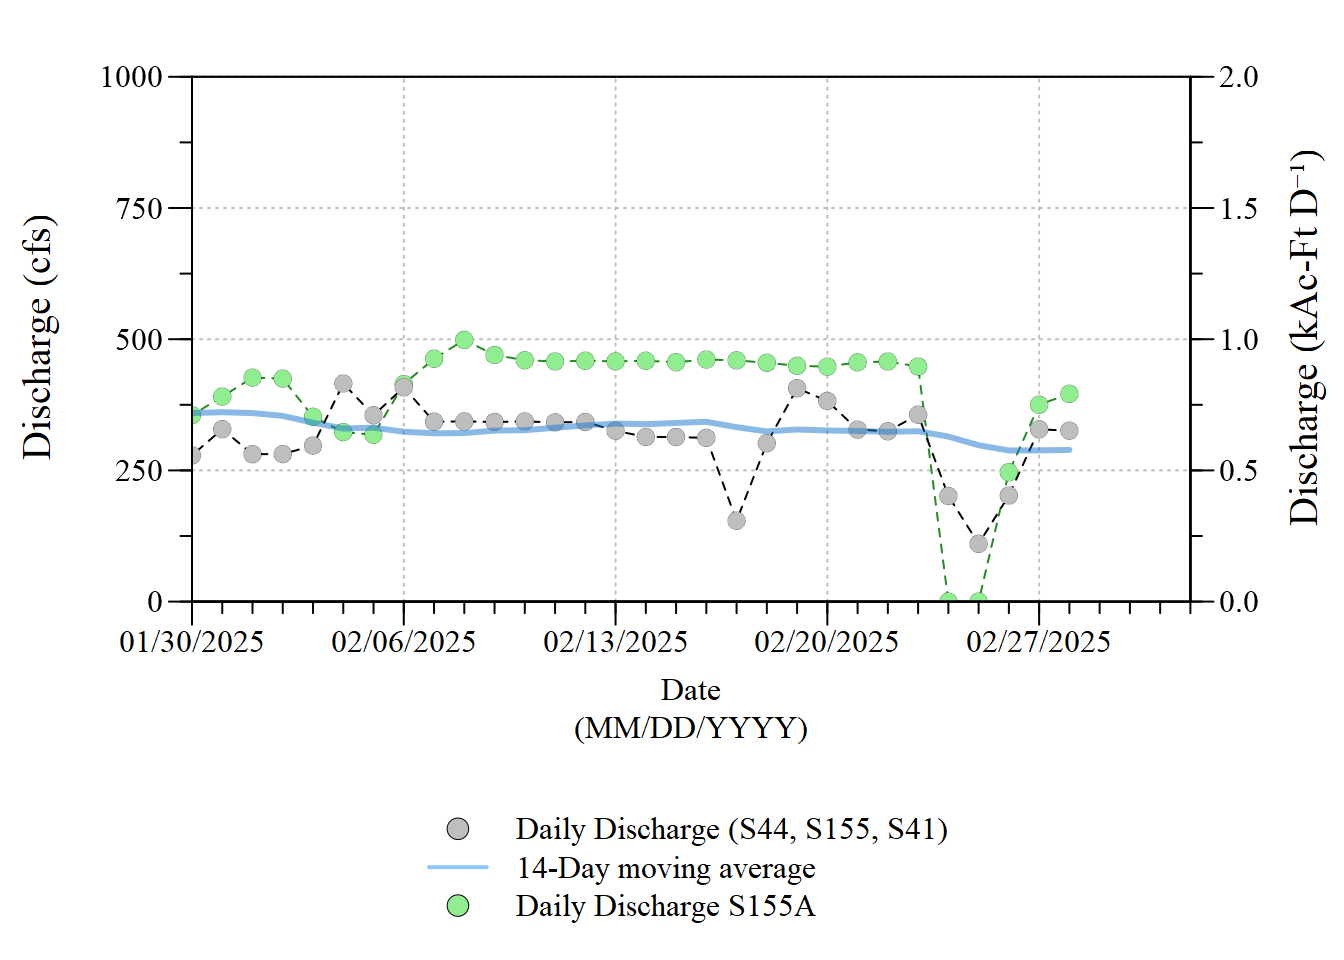 1000
750
500
250
0
2.0
1.5
1.0
0.5
0.0
Discharge (cfs)
Discharge (kAc-Ft D⁻¹)
01/30/2025 02/06/2025 02/13/2025 02/20/2025 02/27/2025
Date
(MM/DD/YYYY)
Daily Discharge (S44, S155, S41)
14-Day moving average
Daily Discharge S155A